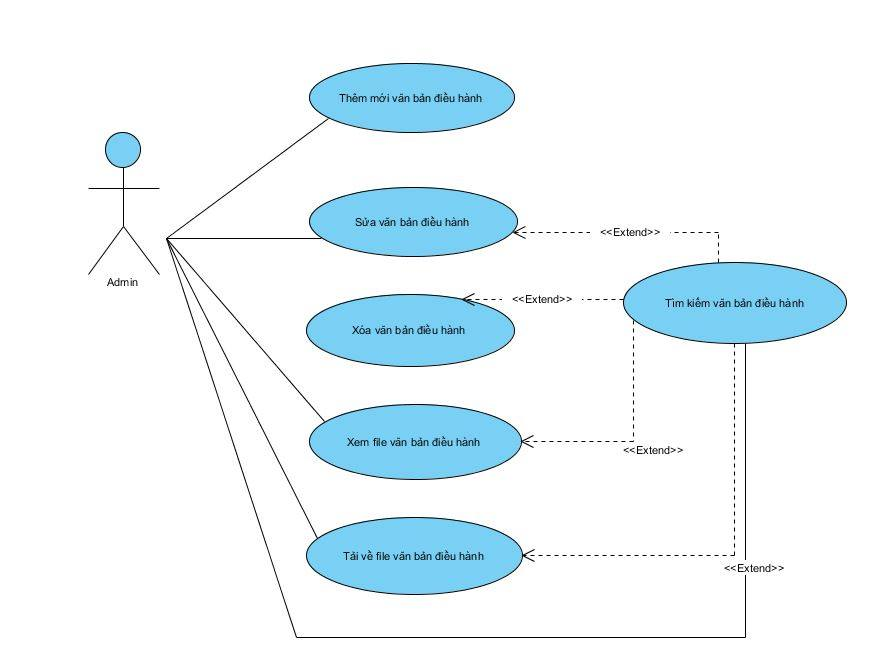 Thêm mới văn bản điều hành
Sửa văn bản điều hành
<<Extend>>
Admin
<<Extend>>
Tìm kiếm văn bản điều hành
Xóa văn bản điều hành
Xem file văn bản điều hành
<<Extend>>
Tải về file văn bản điều hành
<<Extend>>